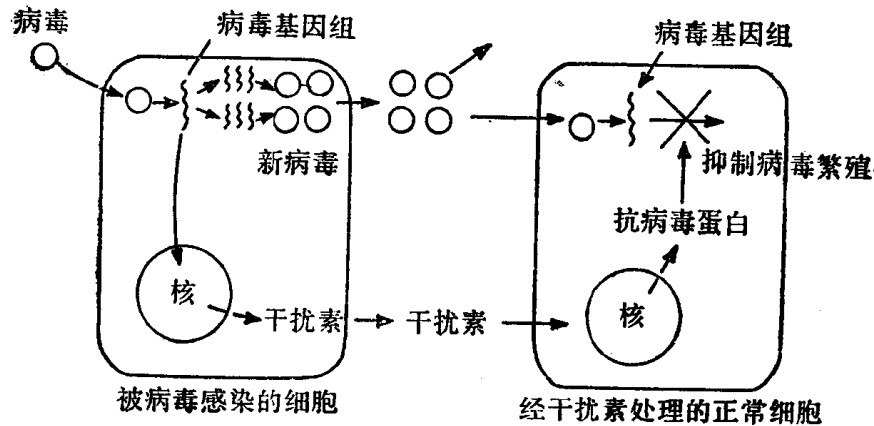 病毒
病毒基因组
新病毒
核
干扰素
干扰素
被病毒感染的细胞
病毒基因组
抑制病毒繁殖
抗病毒蛋白
核
经干扰素处理的正常细胞